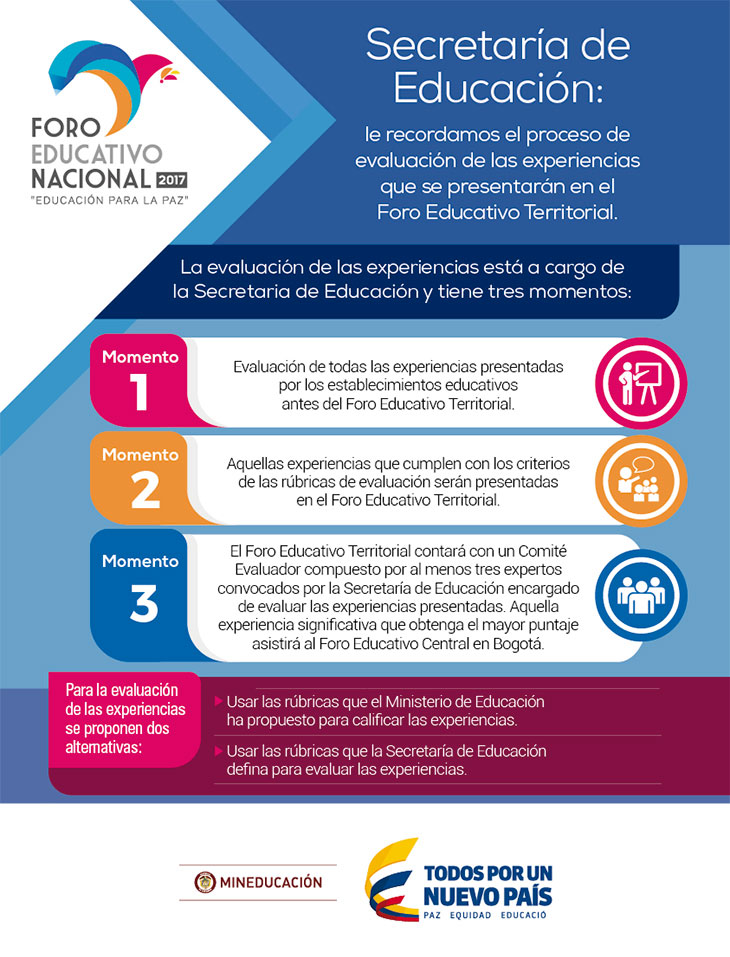 FORO
EDUCATIVO
NACIONAL 2017
"EDUCACIÓN PARA LA PAZ"
Secretaría de
Educación:
le recordamos el proceso de
evaluación de las experiencias
que se presentarán en el
Foro Educativo Territorial.
La evaluación de las experiencias está a cargo de
la Secretaria de Educación y tiene tres momentos:
Momento
1
Evaluación de todas las experiencias presentadas
por los establecimientos educativos
antes del Foro Educativo Territorial.
Momento
2
Aquellas experiencias que cumplen con los criterios
de las rúbricas de evaluación serán presentadas
en el Foro Educativo Territorial.
Momento
3
El Foro Educativo Territorial contará con un Comité
Evaluador compuesto por al menos tres expertos
convocados por la Secretaría de Educación encargado
de evaluar las experiencias presentadas. Aquella
experiencia significativa que obtenga el mayor puntaje
asistirá al Foro Educativo Central en Bogotá.
Para la evaluación
de las experiencias
se proponen dos
alternativas:
Usar las rúbricas que el Ministerio de Educación
ha propuesto para calificar las experiencias.
Usar las rúbricas que la Secretaría de Educación
defina para evaluar las experiencias.
MINEDUCACIÓN
TODOS POR UN
NUEVO PAÍS
PAZ EQUIDAD EDUCACIÓ